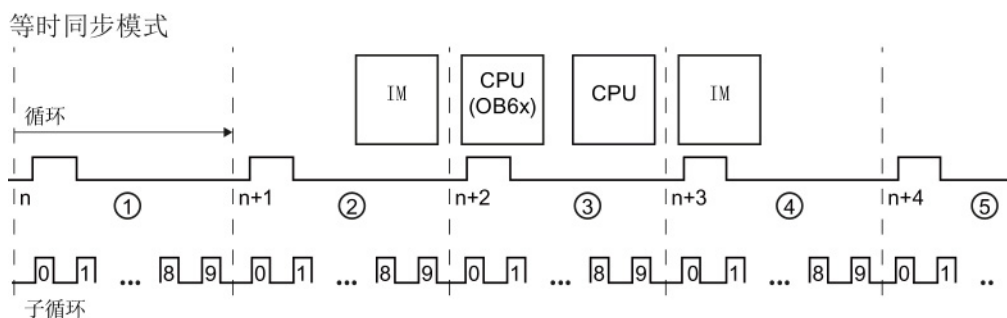 等时同步模式
IM
CPU
(OB6x)
CPU
IM
循环
n ① n+1 ② n+2 ③ n+3 ④ n+4 ⑤
0 1 ... 8 9 0 1 ... 8 9 0 1 ... 8 9 0 1 ... 8 9 0 1 ..
子循环